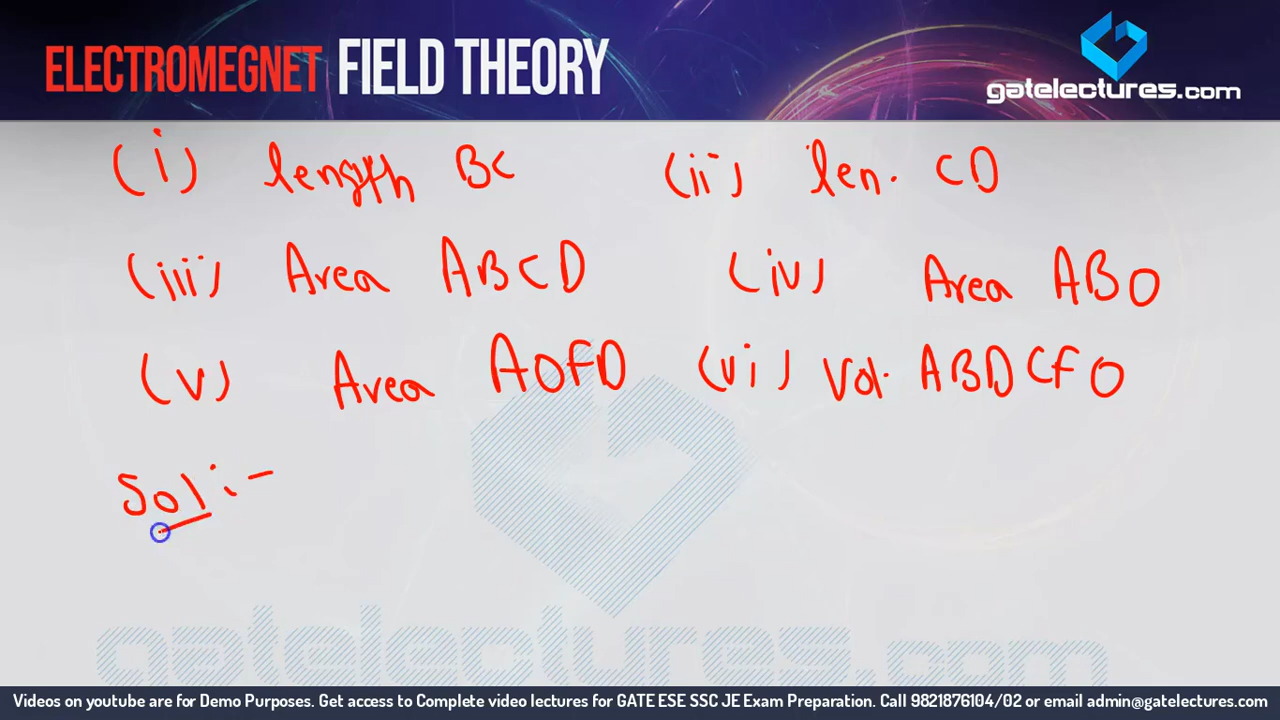 ELECTROMEGNET FIELD THEORY
gatelectures.com
(i) length BC (ii) len. CD
(iii) Area ABCD (iv) Area ABO
(v) Area AOFD (vi) Vol. ABDCFO
Sol:-
gatelectures.com
Videos on youtube are for Demo Purposes. Get access to Complete video lectures for GATE ESE SSC JE Exam Preparation. Call 9821876104/02 or email admin@gatelectures.com